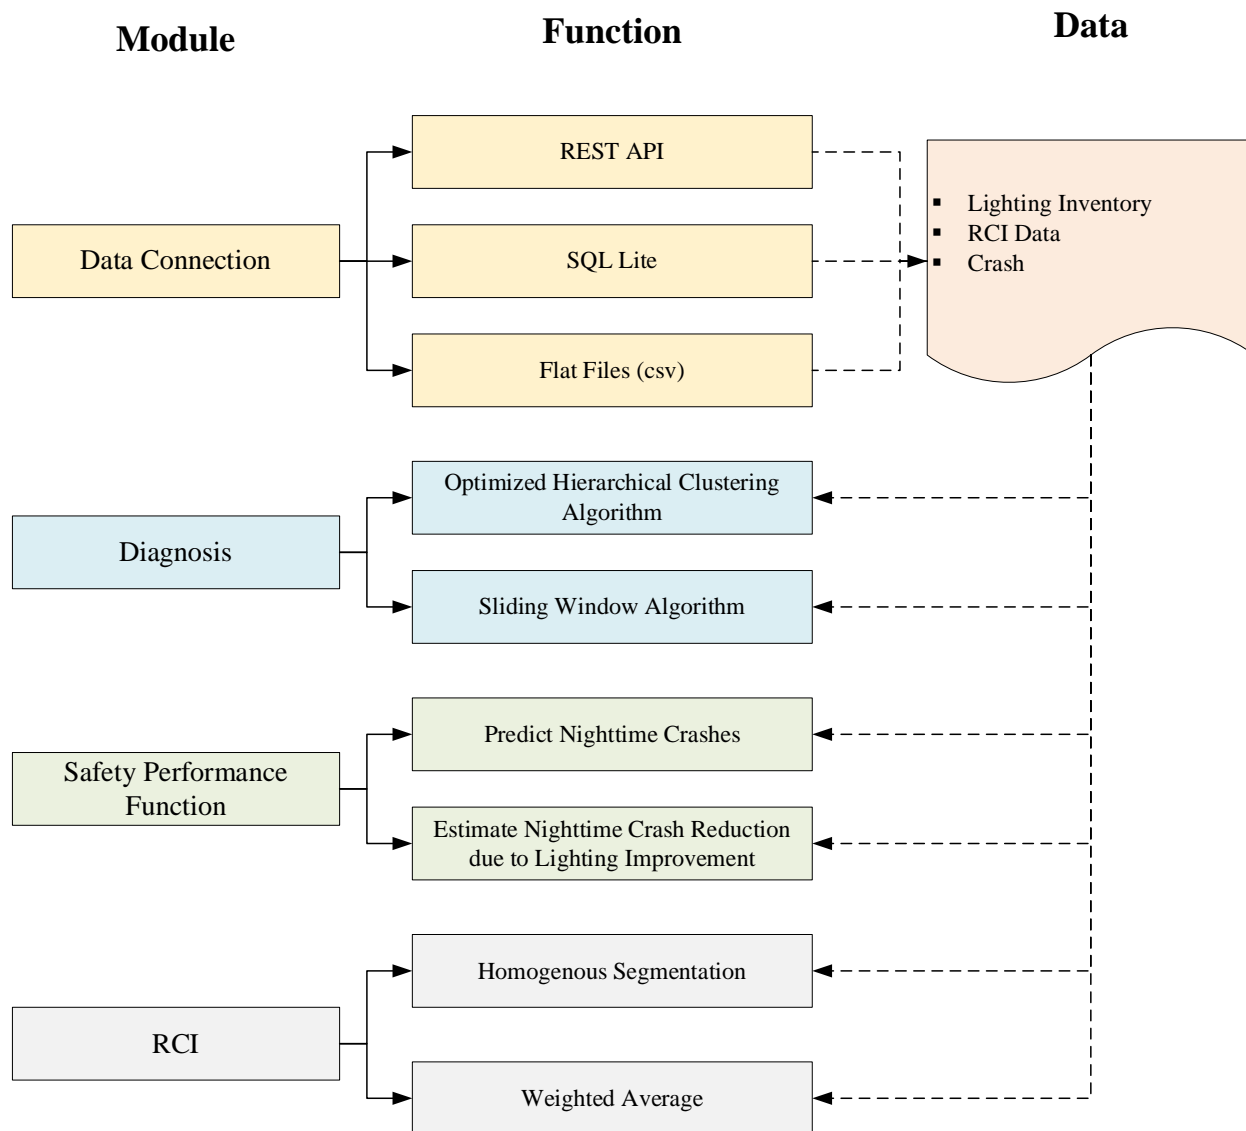 Module
Function
Data
REST API
Data Connection
SQL Lite
Flat Files (csv)
▪ Lighting Inventory
▪ RCI Data
▪ Crash
Diagnosis
Optimized Hierarchical Clustering
Algorithm
Sliding Window Algorithm
Safety Performance
Function
Predict Nighttime Crashes
Estimate Nighttime Crash Reduction
due to Lighting Improvement
RCI
Homogenous Segmentation
Weighted Average